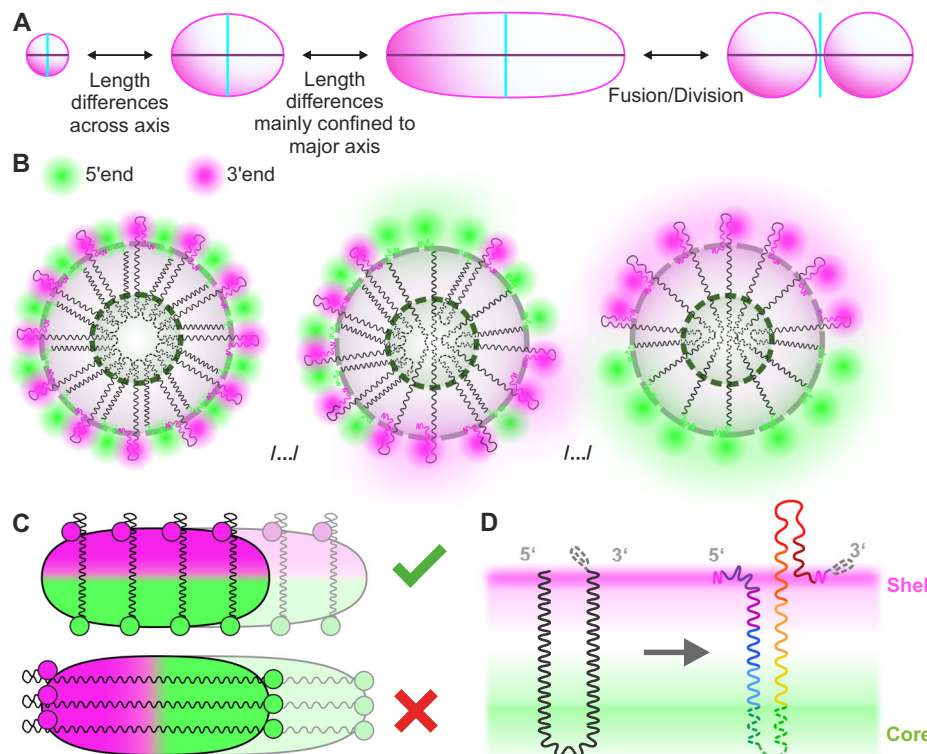 A
Length
differences
across axis
Length
differences
mainly confined to
major axis
Fusion/Division
B
5'end
3'end
/.../
/.../
C
D
5‘
3‘
5‘
3‘
N
N
Shel
Core